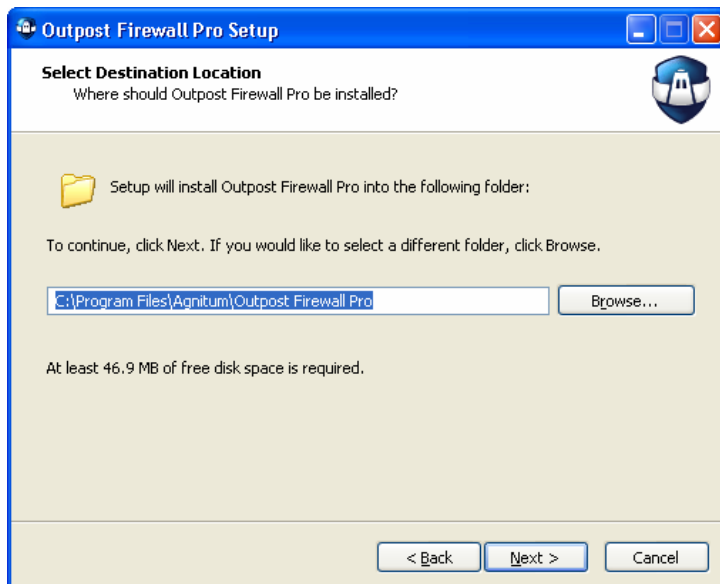 Outpost Firewall Pro Setup
Select Destination Location
Where should Outpost Firewall Pro be installed?
Setup will install Outpost Firewall Pro into the following folder:
To continue, click Next. If you would like to select a different folder, click Browse.
C:\Program Files\Agnitum\Outpost Firewall Pro
Browse...
At least 46.9 MB of free disk space is required.
< Back
Next >
Cancel